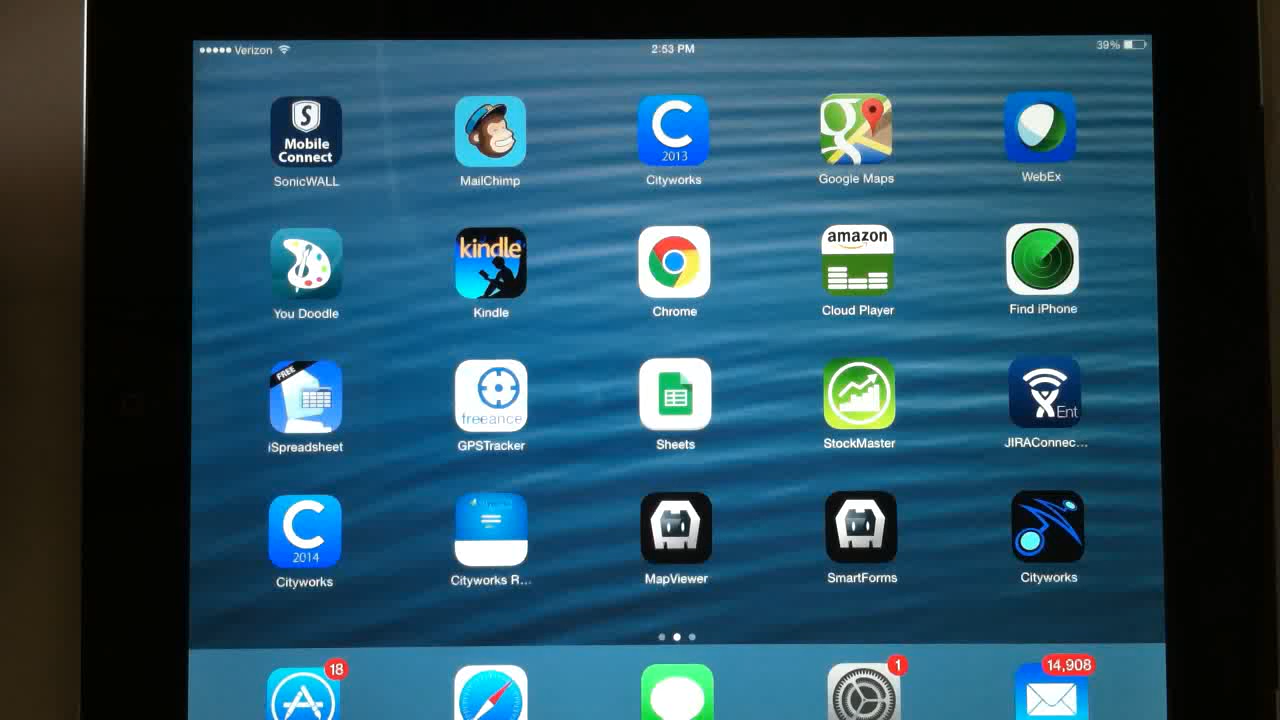 Verizon
2:53 PM
39%
S
Mobile
Connect
C
2013
amazon
SonicWALL
MailChimp
Cityworks
Google Maps
WebEx
kindle
You Doodle
Kindle
Chrome
Cloud Player
Find iPhone
FREE
freeance
Ent
iSpreadsheet
GPSTracker
Sheets
StockMaster
JIRAConnec...
C
2014
Cityworks
Cityworks R...
MapViewer
SmartForms
Cityworks
18
1
14,908